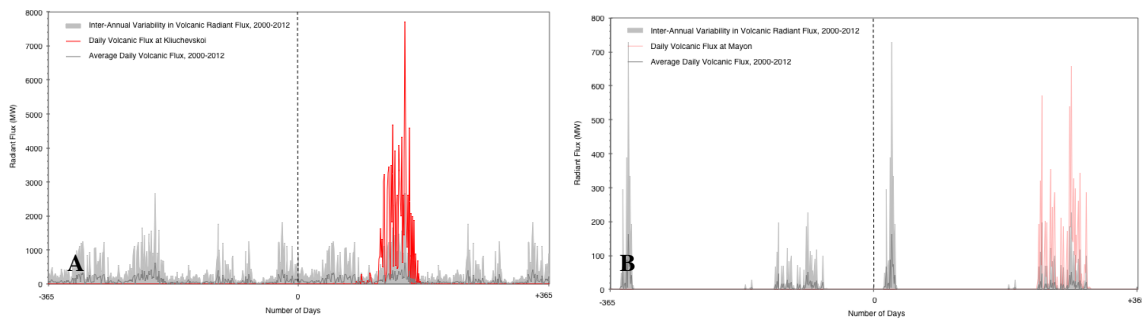 8000
7000
6000
5000
4000
3000
2000
1000
0
Radiant Flux (MW)
Inter-Annual Variability in Volcanic Radiant Flux, 2000-2012
Daily Volcanic Flux at Kliuchevskoi
Average Daily Volcanic Flux, 2000-2012
A
-365
0
+365
Number of Days
800
700
600
500
400
300
200
100
0
Radiant Flux (MW)
Inter-Annual Variability in Volcanic Radiant Flux, 2000-2012
Daily Volcanic Flux at Mayon
Average Daily Volcanic Flux, 2000-2012
B
-365
0
+36
Number of Days